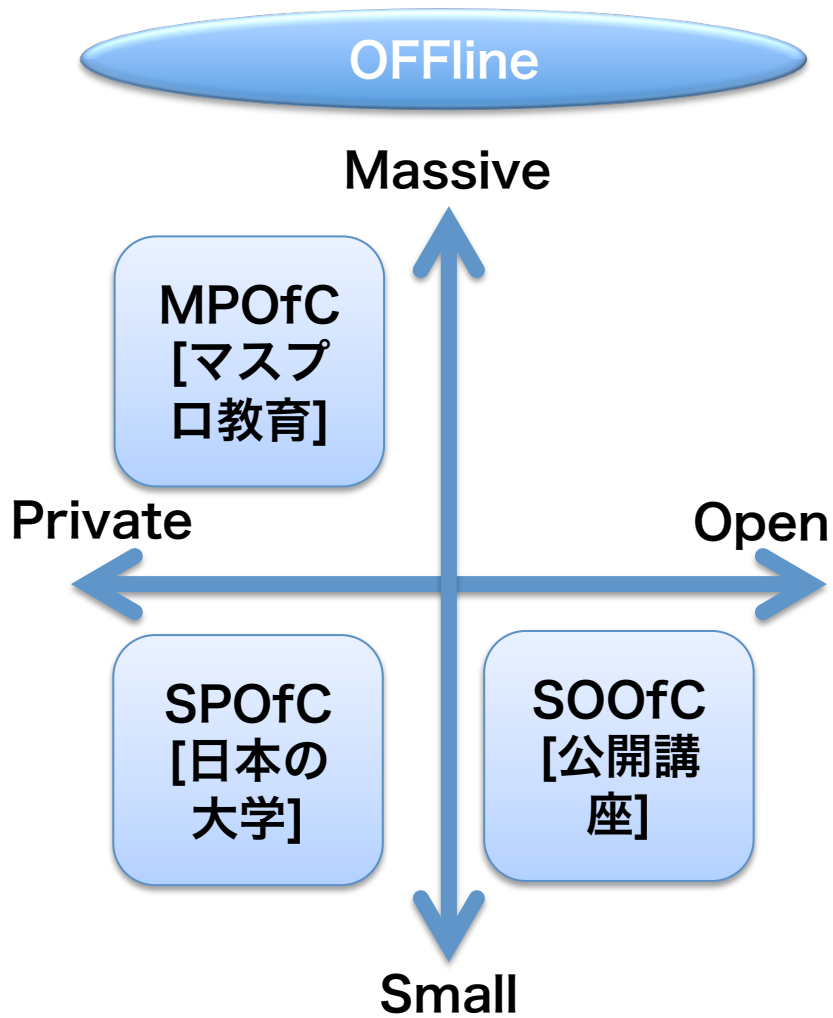 OFFline
Massive
MPOfC
[マスプ
ロ教育]
Private
Open
SPOfC
[日本の
大学]
SOOfC
[公開講
座]
Small